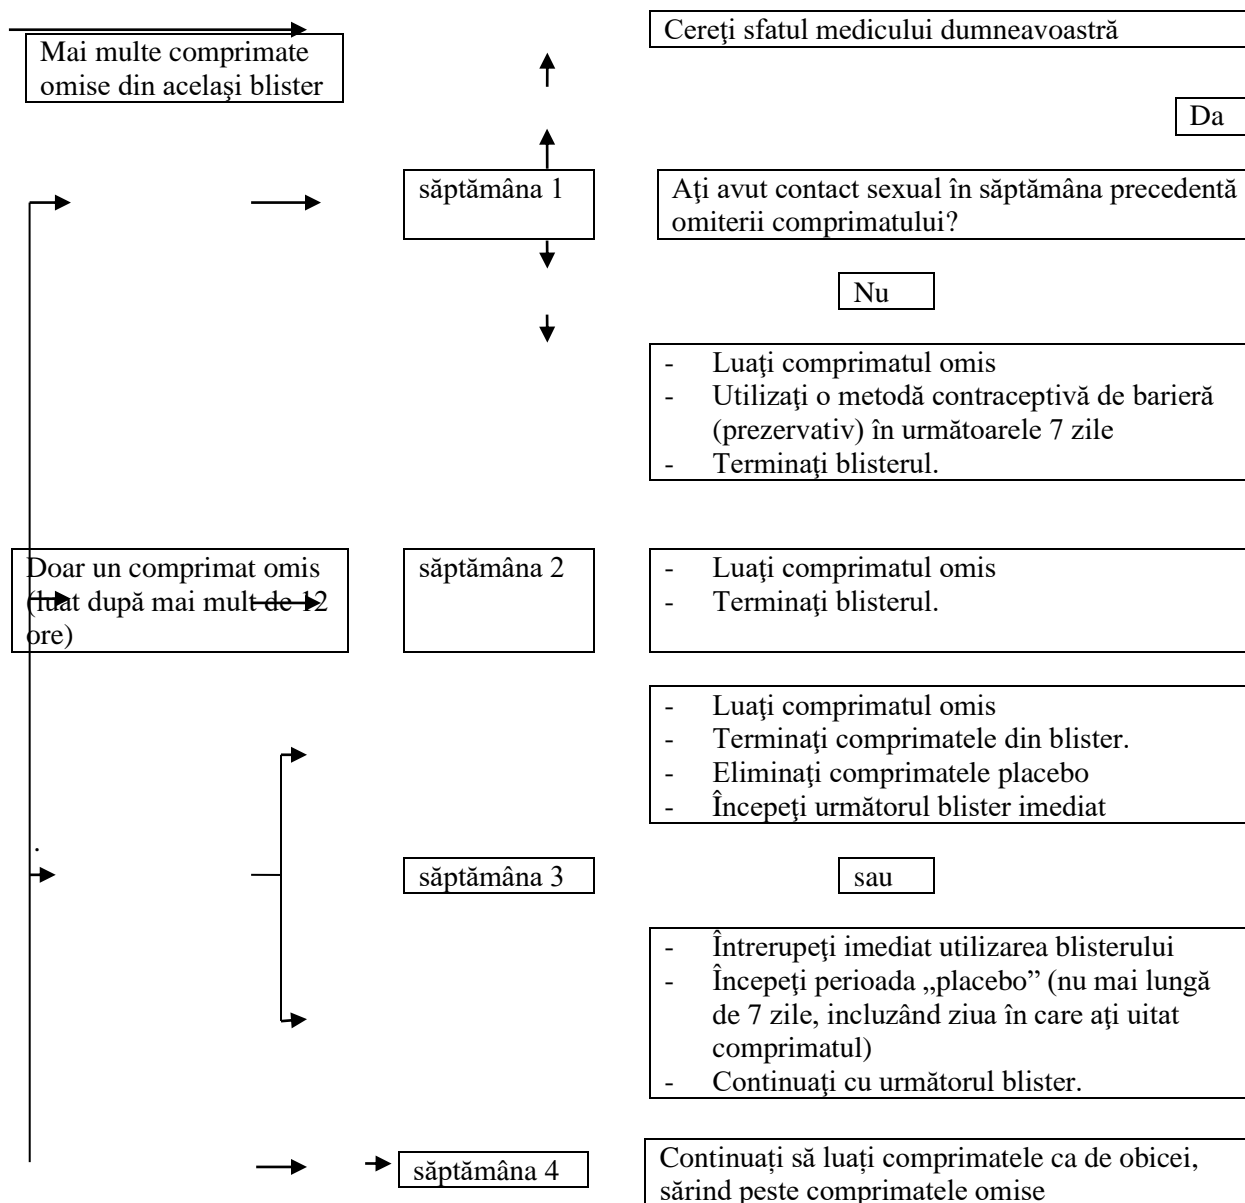 Cereţi sfatul medicului dumneavoastră
Mai multe comprimate
omise din acelaşi blister
Da
săptămâna 1
Aţi avut contact sexual în săptămâna precedentă
omiterii comprimatului?
Nu
- Luaţi comprimatul omis
- Utilizaţi o metodă contraceptivă de barieră
(prezervativ) în următoarele 7 zile
- Terminaţi blisterul.
Doar un comprimat omis
(luat după mai mult de 12
ore)
săptămâna 2
- Luaţi comprimatul omis
- Terminaţi blisterul.
- Luaţi comprimatul omis
- Terminaţi comprimatele din blister.
- Eliminaţi comprimatele placebo
- Începeţi următorul blister imediat
.
săptămâna 3
sau
- Întrerupeţi imediat utilizarea blisterului
- Începeţi perioada „placebo” (nu mai lungă
de 7 zile, incluzând ziua în care aţi uitat
comprimatul)
- Continuaţi cu următorul blister.
săptămâna 4
Continuați să luați comprimatele ca de obicei,
sărind peste comprimatele omise